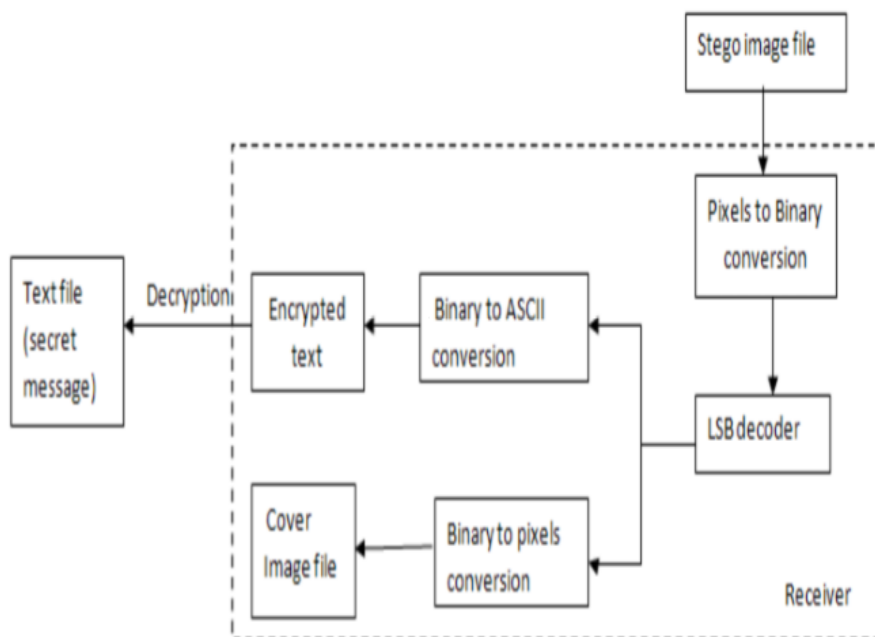 Stego image file
Pixels to Binary
conversion
LSB decoder
Binary to ASCII
conversion
Encrypted
text
Decryption
Text file
(secret
message)
Binary to pixels
conversion
Cover
Image file
Receiver